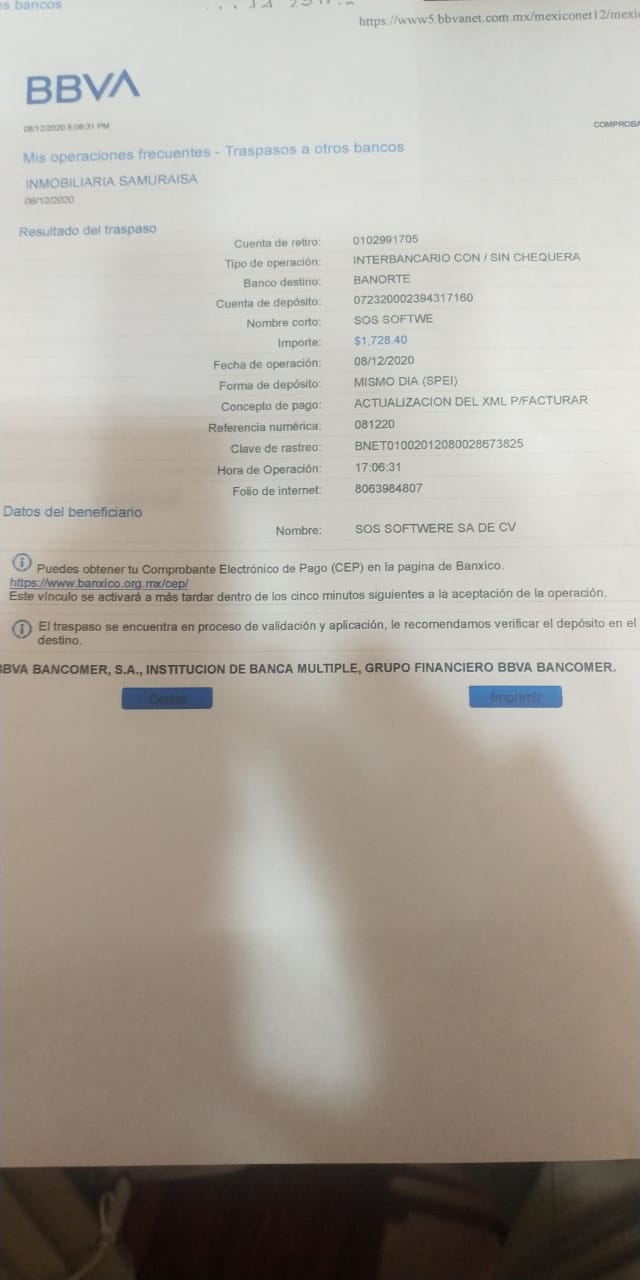 os bancos
https://www5.bbvanet.com.mx/mexiconet12/mexic
BBVA
08/12/2020 5:06:31 PM
COMPROBA
Mis operaciones frecuentes - Traspasos a otros bancos
INMOBILIARIA SAMURAISA
08/12/2020
Resultado del traspaso
Cuenta de retiro: 0102991705
Tipo de operación: INTERBANCARIO CON / SIN CHEQUERA
Banco destino: BANORTE
Cuenta de depósito: 072320002394317160
Nombre corto: SOS SOFTWE
Importe: $1,728.40
Fecha de operación: 08/12/2020
Forma de depósito: MISMO DIA (SPEI)
Concepto de pago: ACTUALIZACION DEL XML P/FACTURAR
Referencia numérica: 081220
Clave de rastreo: BNET01002012080028673825
Hora de Operación: 17:06:31
Folio de internet: 8063984807
Datos del beneficiario
Nombre: SOS SOFTWERE SA DE CV
Puedes obtener tu Comprobante Electrónico de Pago (CEP) en la pagina de Banxico.
https://www.banxico.org.mx/cep/
Este vínculo se activará a más tardar dentro de los cinco minutos siguientes a la aceptación de la operación.
El traspaso se encuentra en proceso de validación y aplicación, le recomendamos verificar el depósito en el
destino.
BBVA BANCOMER, S.A., INSTITUCION DE BANCA MULTIPLE, GRUPO FINANCIERO BBVA BANCOMER.
Cerrar
Imprimir